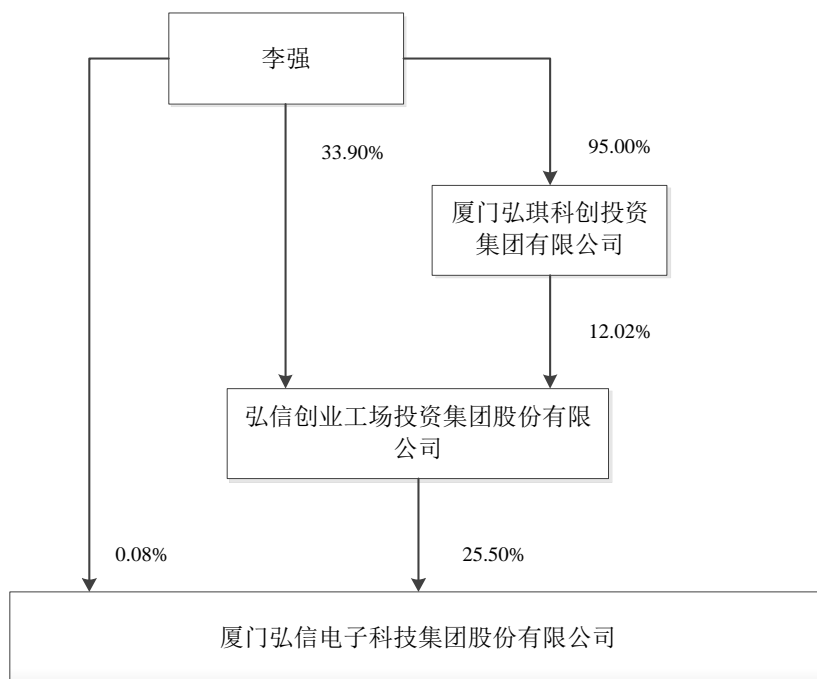 李强
33.90%
95.00%
厦门弘琪科创投资
集团有限公司
12.02%
弘信创业工场投资集团股份有限
公司
0.08%
25.50%
厦门弘信电子科技集团股份有限公司